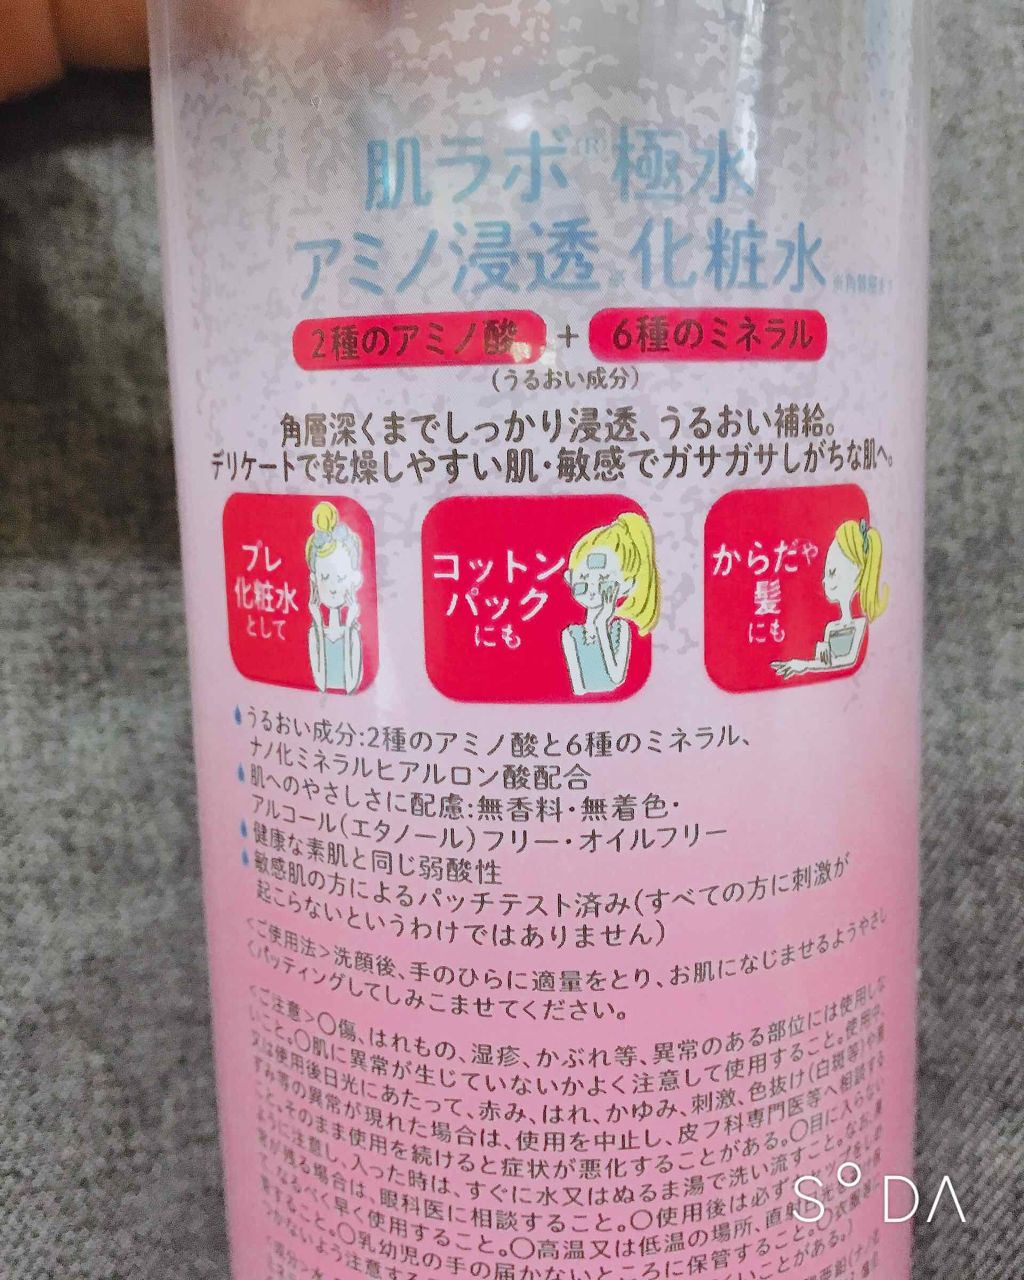 肌ラボ® 極水
アミノ浸透※化粧水
2種のアミノ酸 + 6種のミネラル
(うるおい成分)
角層深くまでしっかり浸透、うるおい補給。
デリケートで乾燥しやすい肌・敏感でガサガサしがちな肌へ。
プレ
化粧水
として
コットン
パック
にも
からだや
髪
にも
うるおい成分:2種のアミノ酸と6種のミネラル、
ナノ化ミネラルヒアルロン酸配合
肌へのやさしさに配慮:無香料・無着色・
アルコール(エタノール)フリー・オイルフリー
健康な素肌と同じ弱酸性
敏感肌の方によるパッチテスト済み(すべての方に刺激が
起こらないというわけではありません)
<ご使用法>洗顔後、手のひらに適量をとり、お肌になじませるようやさし
くパッティングしてしみこませてください。
<ご注意>〇傷、はれもの、湿疹、かぶれ等、異常のある部位には使用しな
いこと。〇肌に異常が生じていないかよく注意して使用すること。使用中、
又は使用後日光にあたって、赤み、はれ、かゆみ、刺激、色抜け(白斑等)や黒
ずみ等の異常が現れた場合は、使用を中止し、皮フ科専門医等へ相談する
こと。そのまま使用を続けると症状が悪化することがある。〇目に入らない
ように注意し、入った時は、すぐに水又はぬるま湯で洗い流すこと。なお、異
常が残る場合は、眼科医に相談すること。〇使用後は必ず
なるべく早く使用すること。〇高温又は低温の場所、直射
すること。〇乳幼児の手の届かないところに保管すること。
つかないよう注意する
S°DA